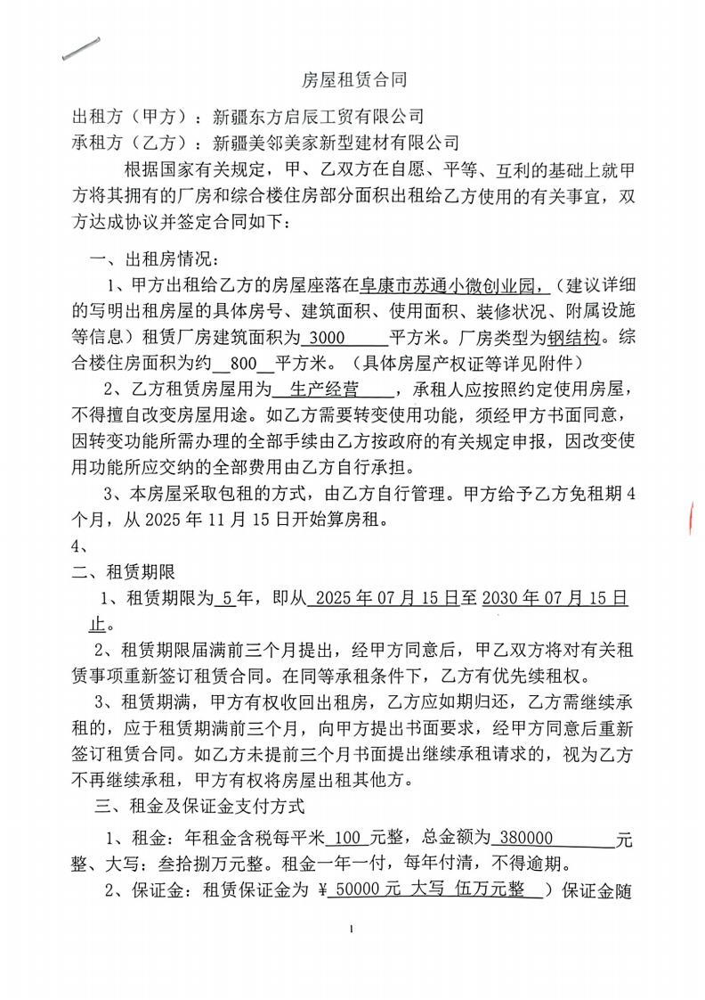 房屋租赁合同
出租方（甲方）：新疆东方启辰工贸有限公司
承租方（乙方）：新疆美邻美家新型建材有限公司
根据国家有关规定，甲、乙双方在自愿、平等、互利的基础上就甲
方将其拥有的厂房和综合楼住房部分面积出租给乙方使用的有关事宜，双
方达成协议并签定合同如下：
一、出租房情况：
1、甲方出租给乙方的房屋座落在阜康市苏通小微创业园，（建议详细
的写明出租房屋的具体房号、建筑面积、使用面积、装修状况、附属设施
等信息）租赁厂房建筑面积为 3000 平方米。厂房类型为钢结构。综
合楼住房面积为约 800 平方米。（具体房屋产权证等详见附件）
2、乙方租赁房屋用为 生产经营 ，承租人应按照约定使用房屋，
不得擅自改变房屋用途。如乙方需要转变使用功能，须经甲方书面同意，
因转变功能所需办理的全部手续由乙方按政府的有关规定申报，因改变使
用功能所应交纳的全部费用由乙方自行承担。
3、本房屋采取包租的方式，由乙方自行管理。甲方给予乙方免租期 4
个月，从 2025 年 11 月 15 日开始算房租。
4、
二、租赁期限
1、租赁期限为 5 年，即从 2025 年 07 月 15 日至 2030 年 07 月 15 日
止。
2、租赁期限届满前三个月提出，经甲方同意后，甲乙双方将对有关租
赁事项重新签订租赁合同。在同等承租条件下，乙方有优先续租权。
3、租赁期满，甲方有权收回出租房，乙方应如期归还，乙方需继续承
租的，应于租赁期满前三个月，向甲方提出书面要求，经甲方同意后重新
签订租赁合同。如乙方未提前三个月书面提出继续承租请求的，视为乙方
不再继续承租，甲方有权将房屋出租其他方。
三、租金及保证金支付方式
1、租金：年租金含税每平米 100 元整，总金额为 380000 元
整、大写：叁拾捌万元整。租金一年一付，每年付清，不得逾期。
2、保证金：租赁保证金为 ￥ 50000 元 大写 伍万元整 ）保证金随
1